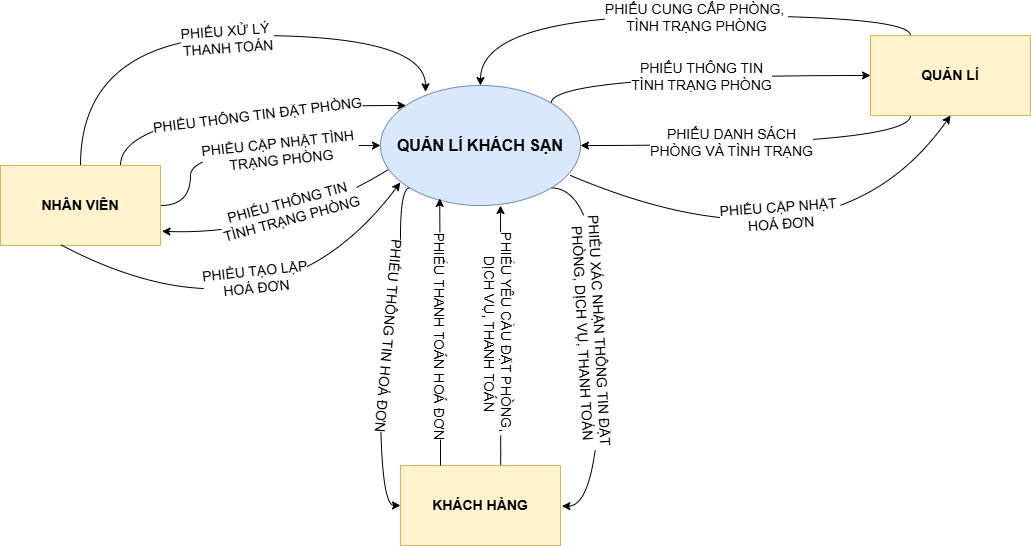 PHIẾU XỬ LÝ
THANH TOÁN
PHIẾU CUNG CẤP PHÒNG,
TÌNH TRẠNG PHÒNG
PHIẾU THÔNG TIN
TÌNH TRẠNG PHÒNG
QUẢN LÍ
PHIẾU THÔNG TIN ĐẶT PHÒNG
PHIẾU CẬP NHẬT TÌNH
TRẠNG PHÒNG
QUẢN LÍ KHÁCH SẠN
PHIẾU DANH SÁCH
PHÒNG VÀ TÌNH TRẠNG
NHÂN VIÊN
PHIẾU THÔNG TIN
TÌNH TRẠNG PHÒNG
PHIẾU CẬP NHẬT
HOÁ ĐƠN
PHIẾU TẠO LẬP
HOÁ ĐƠN
PHIẾU THÔNG TIN HOÁ ĐƠN
PHIẾU THANH TOÁN HOÁ ĐƠN
PHIẾU YÊU CẦU ĐẶT PHÒNG,
DỊCH VỤ, THANH TOÁN
PHIẾU XÁC NHẬN THÔNG TIN ĐẶT
PHÒNG, DỊCH VỤ, THANH TOÁN
KHÁCH HÀNG